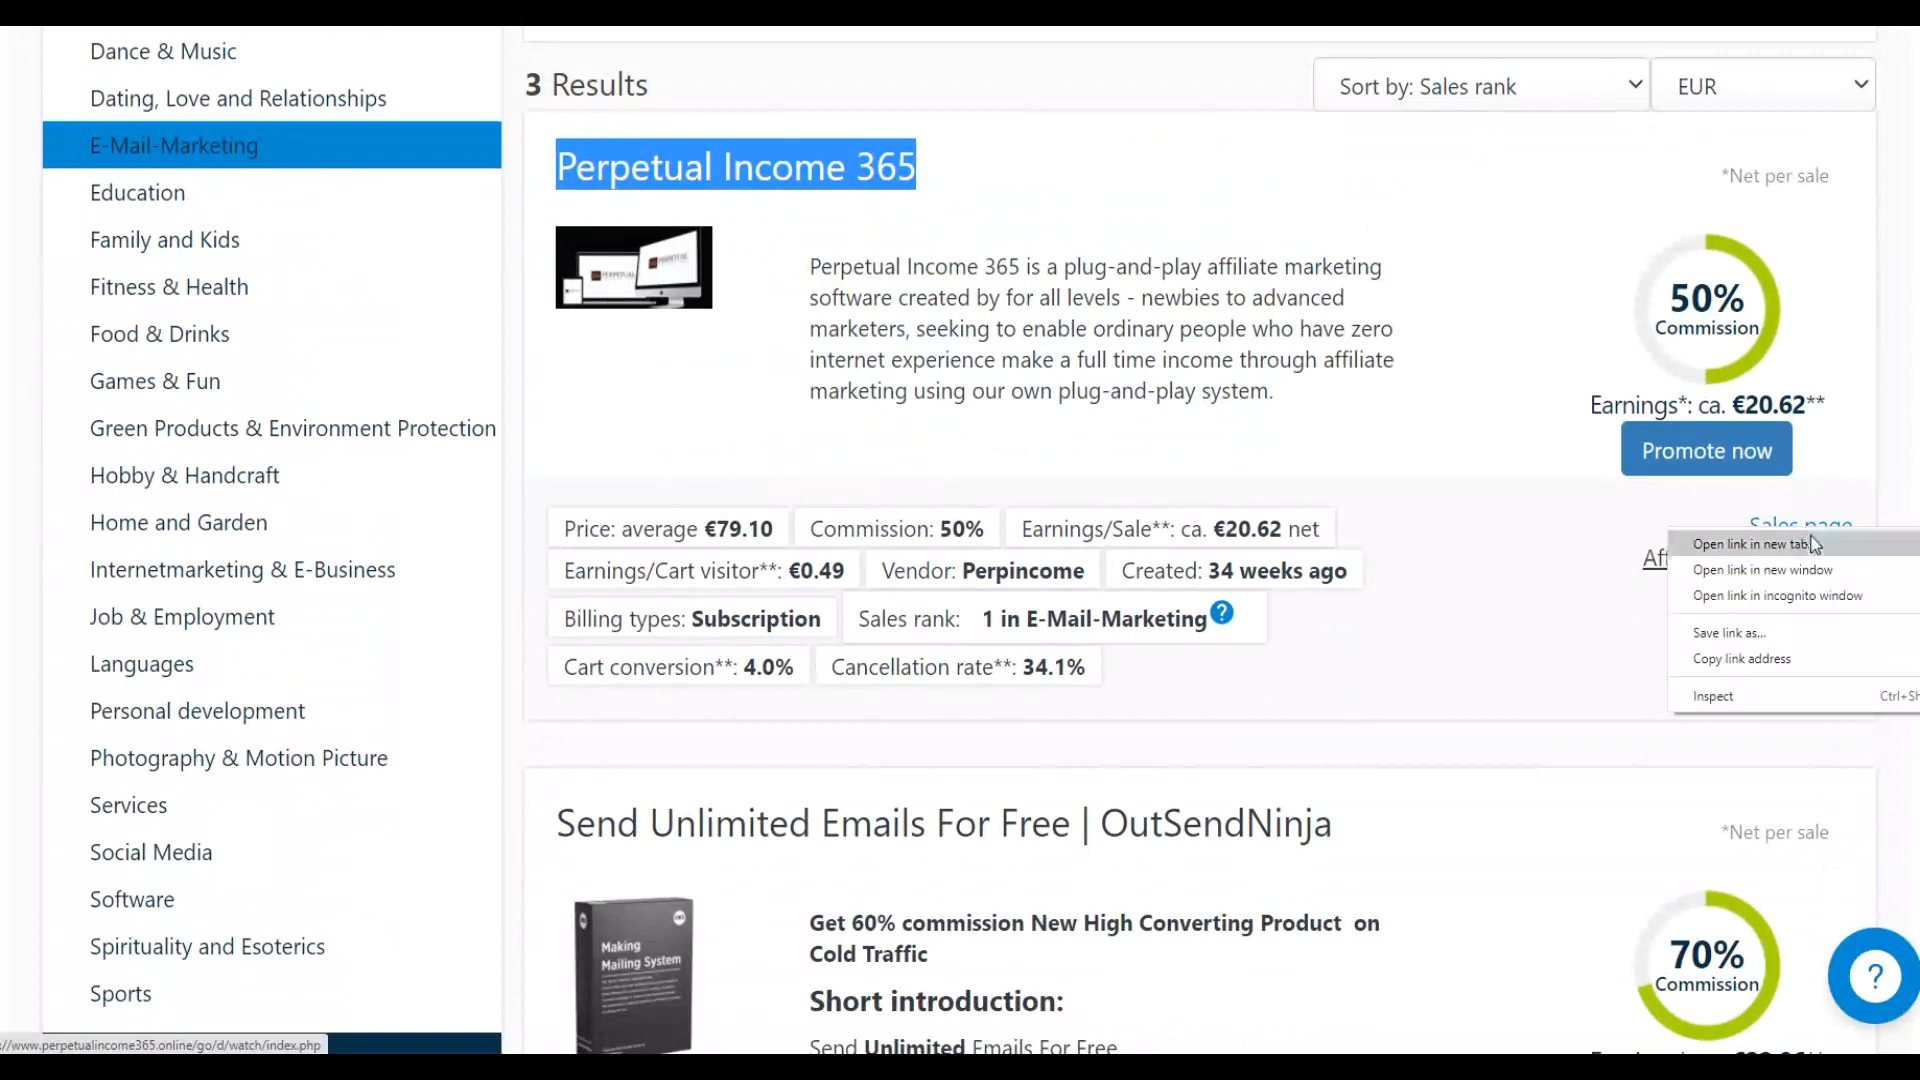 Dance & Music
Dating, Love and Relationships
E-Mail-Marketing
Education
Family and Kids
Fitness & Health
Food & Drinks
Games & Fun
Green Products & Environment Protection
Hobby & Handcraft
Home and Garden
Internetmarketing & E-Business
Job & Employment
Languages
Personal development
Photography & Motion Picture
Services
Social Media
Software
Spirituality and Esoterics
Sports
://www.perpetualincome365.online/go/d/watch/index.php
3 Results
Sort by: Sales rank
EUR
Perpetual Income 365
*Net per sale
PERPETUAL
PERPETUAL
Perpetual Income 365 is a plug-and-play affiliate marketing
software created by for all levels - newbies to advanced
marketers, seeking to enable ordinary people who have zero
internet experience make a full time income through affiliate
marketing using our own plug-and-play system.
50%
Commission
Earnings*: ca. €20.62**
Promote now
Price: average €79.10
Commission: 50%
Earnings/Sale**: ca. €20.62 net
Earnings/Cart visitor**: €0.49
Vendor: Perpincome
Created: 34 weeks ago
Billing types: Subscription
Sales rank: 1 in E-Mail-Marketing ?
Cart conversion**: 4.0%
Cancellation rate**: 34.1%
Sales page
Aff
Open link in new tab
Open link in new window
Open link in incognito window
Save link as...
Copy link address
Inspect Ctrl+Sh
Send Unlimited Emails For Free | OutSendNinja
*Net per sale
Making
Mailing System
Get 60% commission New High Converting Product on
Cold Traffic
Short introduction:
Send Unlimited Emails For Free
70%
Commission
?